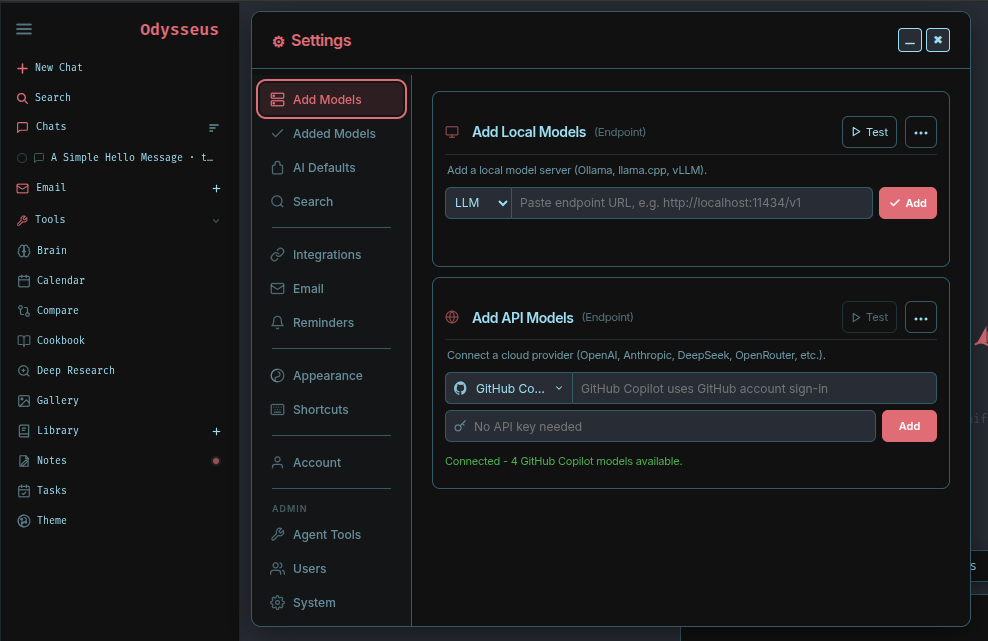 Odysseus
New Chat
Search
Chats
A Simple Hello Message · t…
Email
Tools
Brain
Calendar
Compare
Cookbook
Deep Research
Gallery
Library
Notes
Tasks
Theme
Settings
Add Models
Added Models
AI Defaults
Search
Integrations
Email
Reminders
Appearance
Shortcuts
Account
ADMIN
Agent Tools
Users
System
Add Local Models (Endpoint)
Test
Add a local model server (Ollama, llama.cpp, vLLM).
LLM
Paste endpoint URL, e.g. http://localhost:11434/v1
Add
Add API Models (Endpoint)
Test
Connect a cloud provider (OpenAI, Anthropic, DeepSeek, OpenRouter, etc.).
GitHub Co...
GitHub Copilot uses GitHub account sign-in
No API key needed
Add
Connected - 4 GitHub Copilot models available.